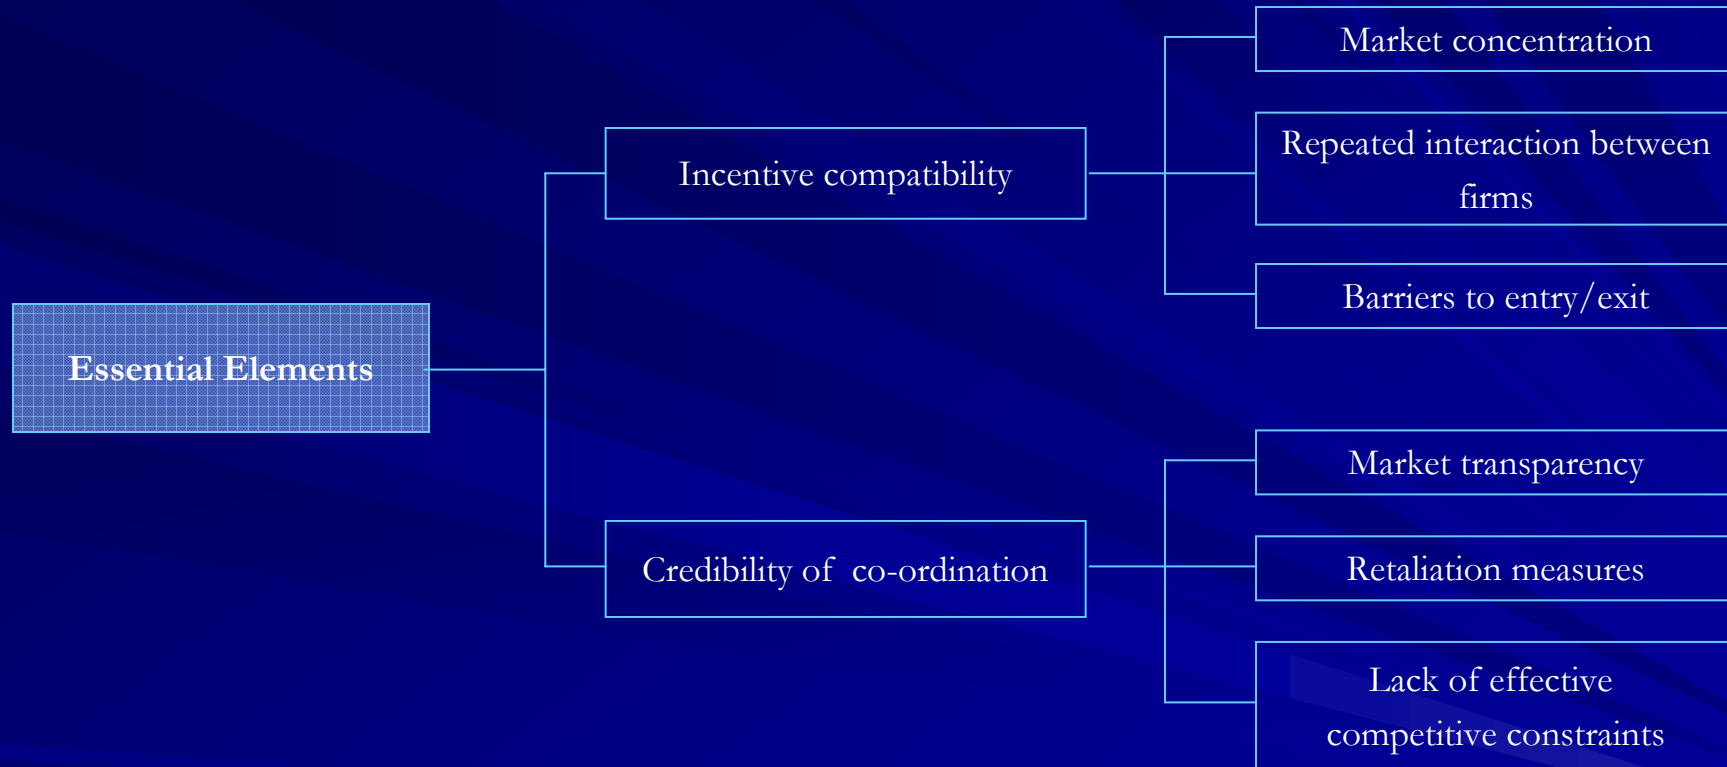 Essential Elements
Incentive compatibility
Market concentration
Repeated interaction between
firms
Barriers to entry/exit
Credibility of  co-ordination
Market transparency
Retaliation measures
Lack of effective
competitive constraints